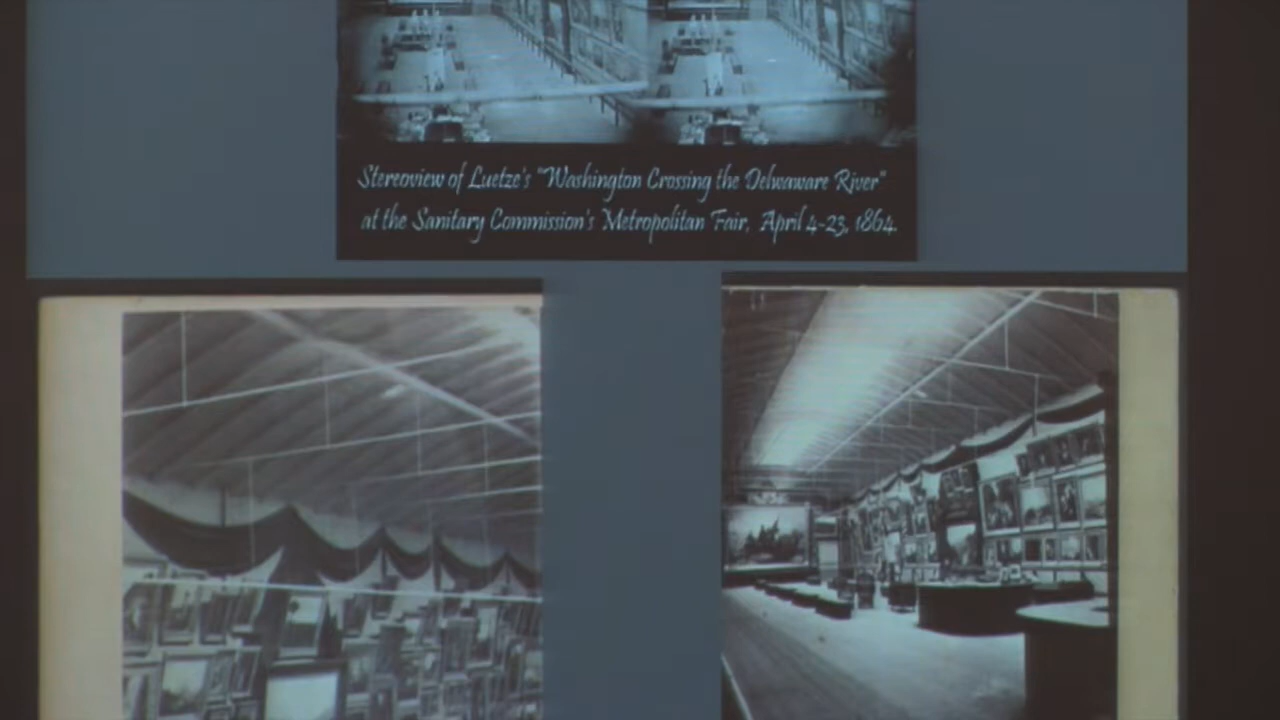 Stereoview of Luetze's "Washington Crossing the Delwaware River"
at the Sanitary Commission's Metropolitan Fair, April 4-23, 1864.